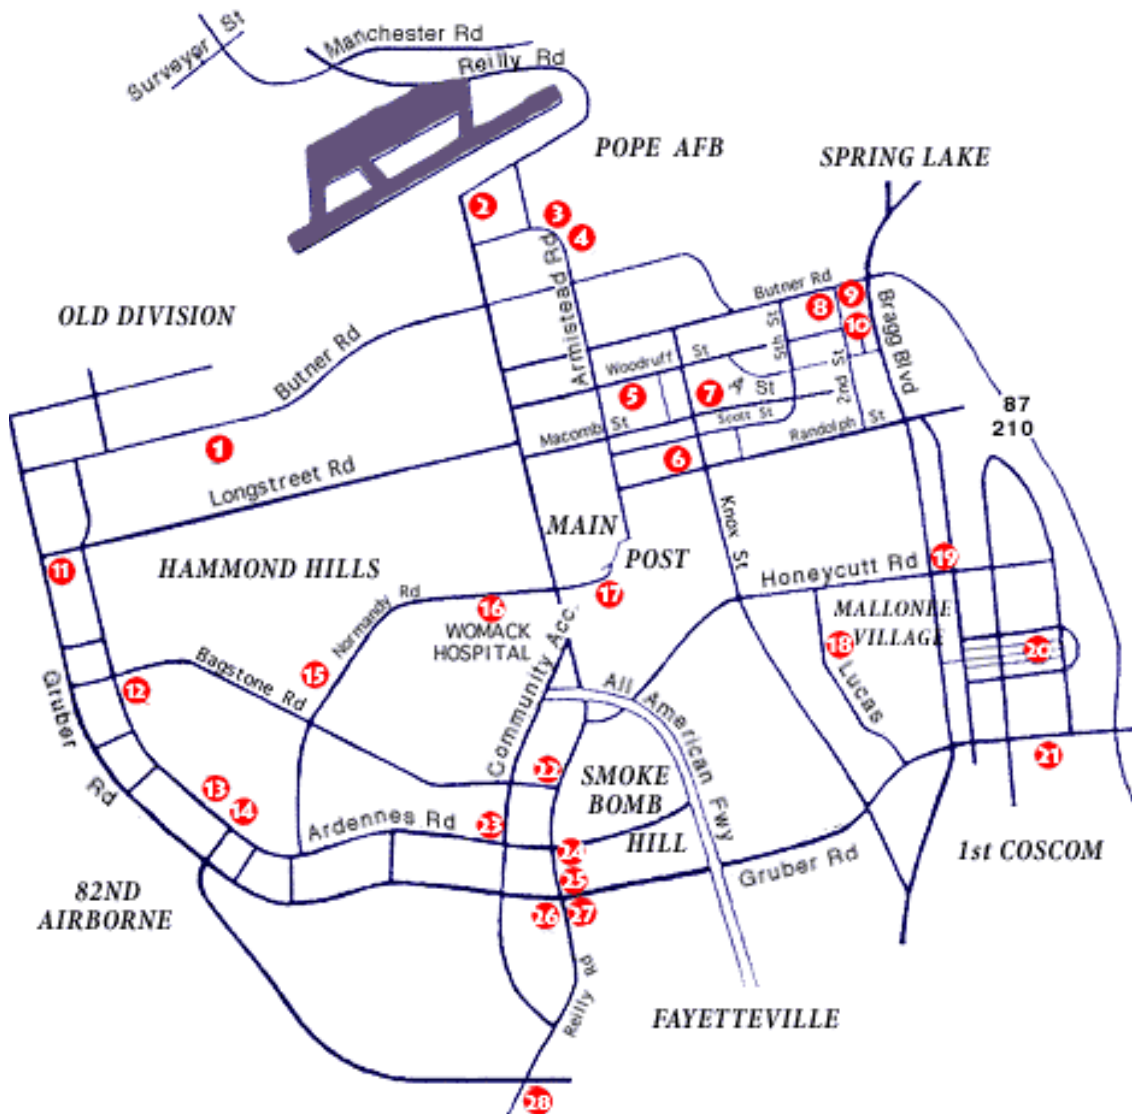 Surveyor St
Manchester Rd
Reilly Rd
POPE AFB
SPRING LAKE
2
3
4
Armistead Rd
OLD DIVISION
Butner Rd
Butner Rd
8
9
10
Bragg Blvd
5th St
2nd St
Woodruff St
5
7
A St
Scott St
Macomb St
Randolph St
6
87
210
1
Longstreet Rd
MAIN
POST
Knox St
11
HAMMOND HILLS
Honeycutt Rd
19
Normandy Rd
16
17
WOMACK
HOSPITAL
MALLONEE
VILLAGE
18
20
Lucas
15
Bagstone Rd
12
Gruber
Rd
Community Acc.
All American Fwy
21
22
SMOKE
BOMB
HILL
13
14
Ardennes Rd
23
24
25
26
27
Gruber Rd
1st COSCOM
82ND
AIRBORNE
Reilly Rd
FAYETTEVILLE
28